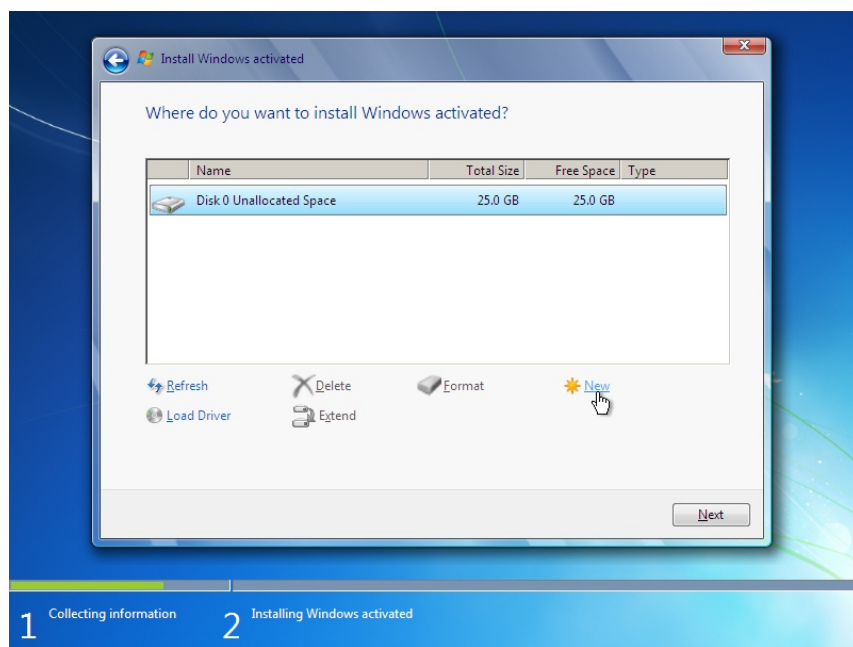 Install Windows activated
Where do you want to install Windows activated?
Name Total Size Free Space Type
Disk 0 Unallocated Space 25.0 GB 25.0 GB
Refresh Delete Format New
Load Driver Extend
Next
1 Collecting information 2 Installing Windows activated